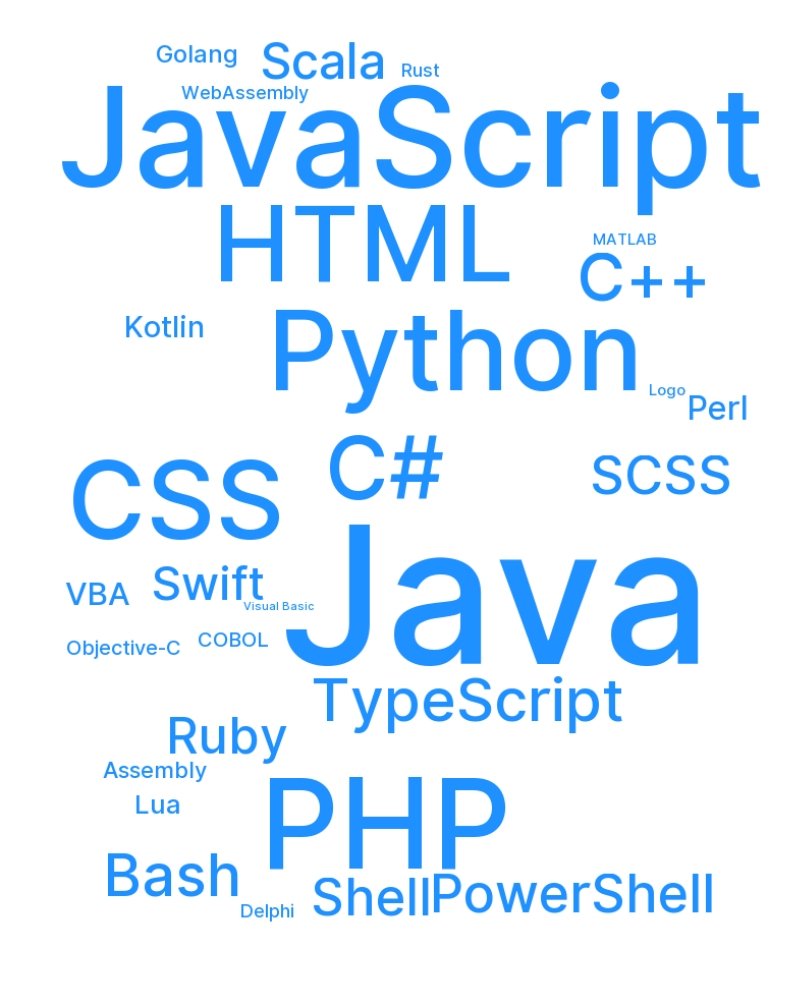 Golang
Scala
Rust
WebAssembly
JavaScript
HTML
MATLAB
C++
Kotlin
Python
Logo
Perl
C#
CSS
SCSS
Java
VBA
Swift
Visual Basic
Objective-C
COBOL
TypeScript
Ruby
Assembly
Lua
PHP
Bash
Shell
PowerShell
Delphi